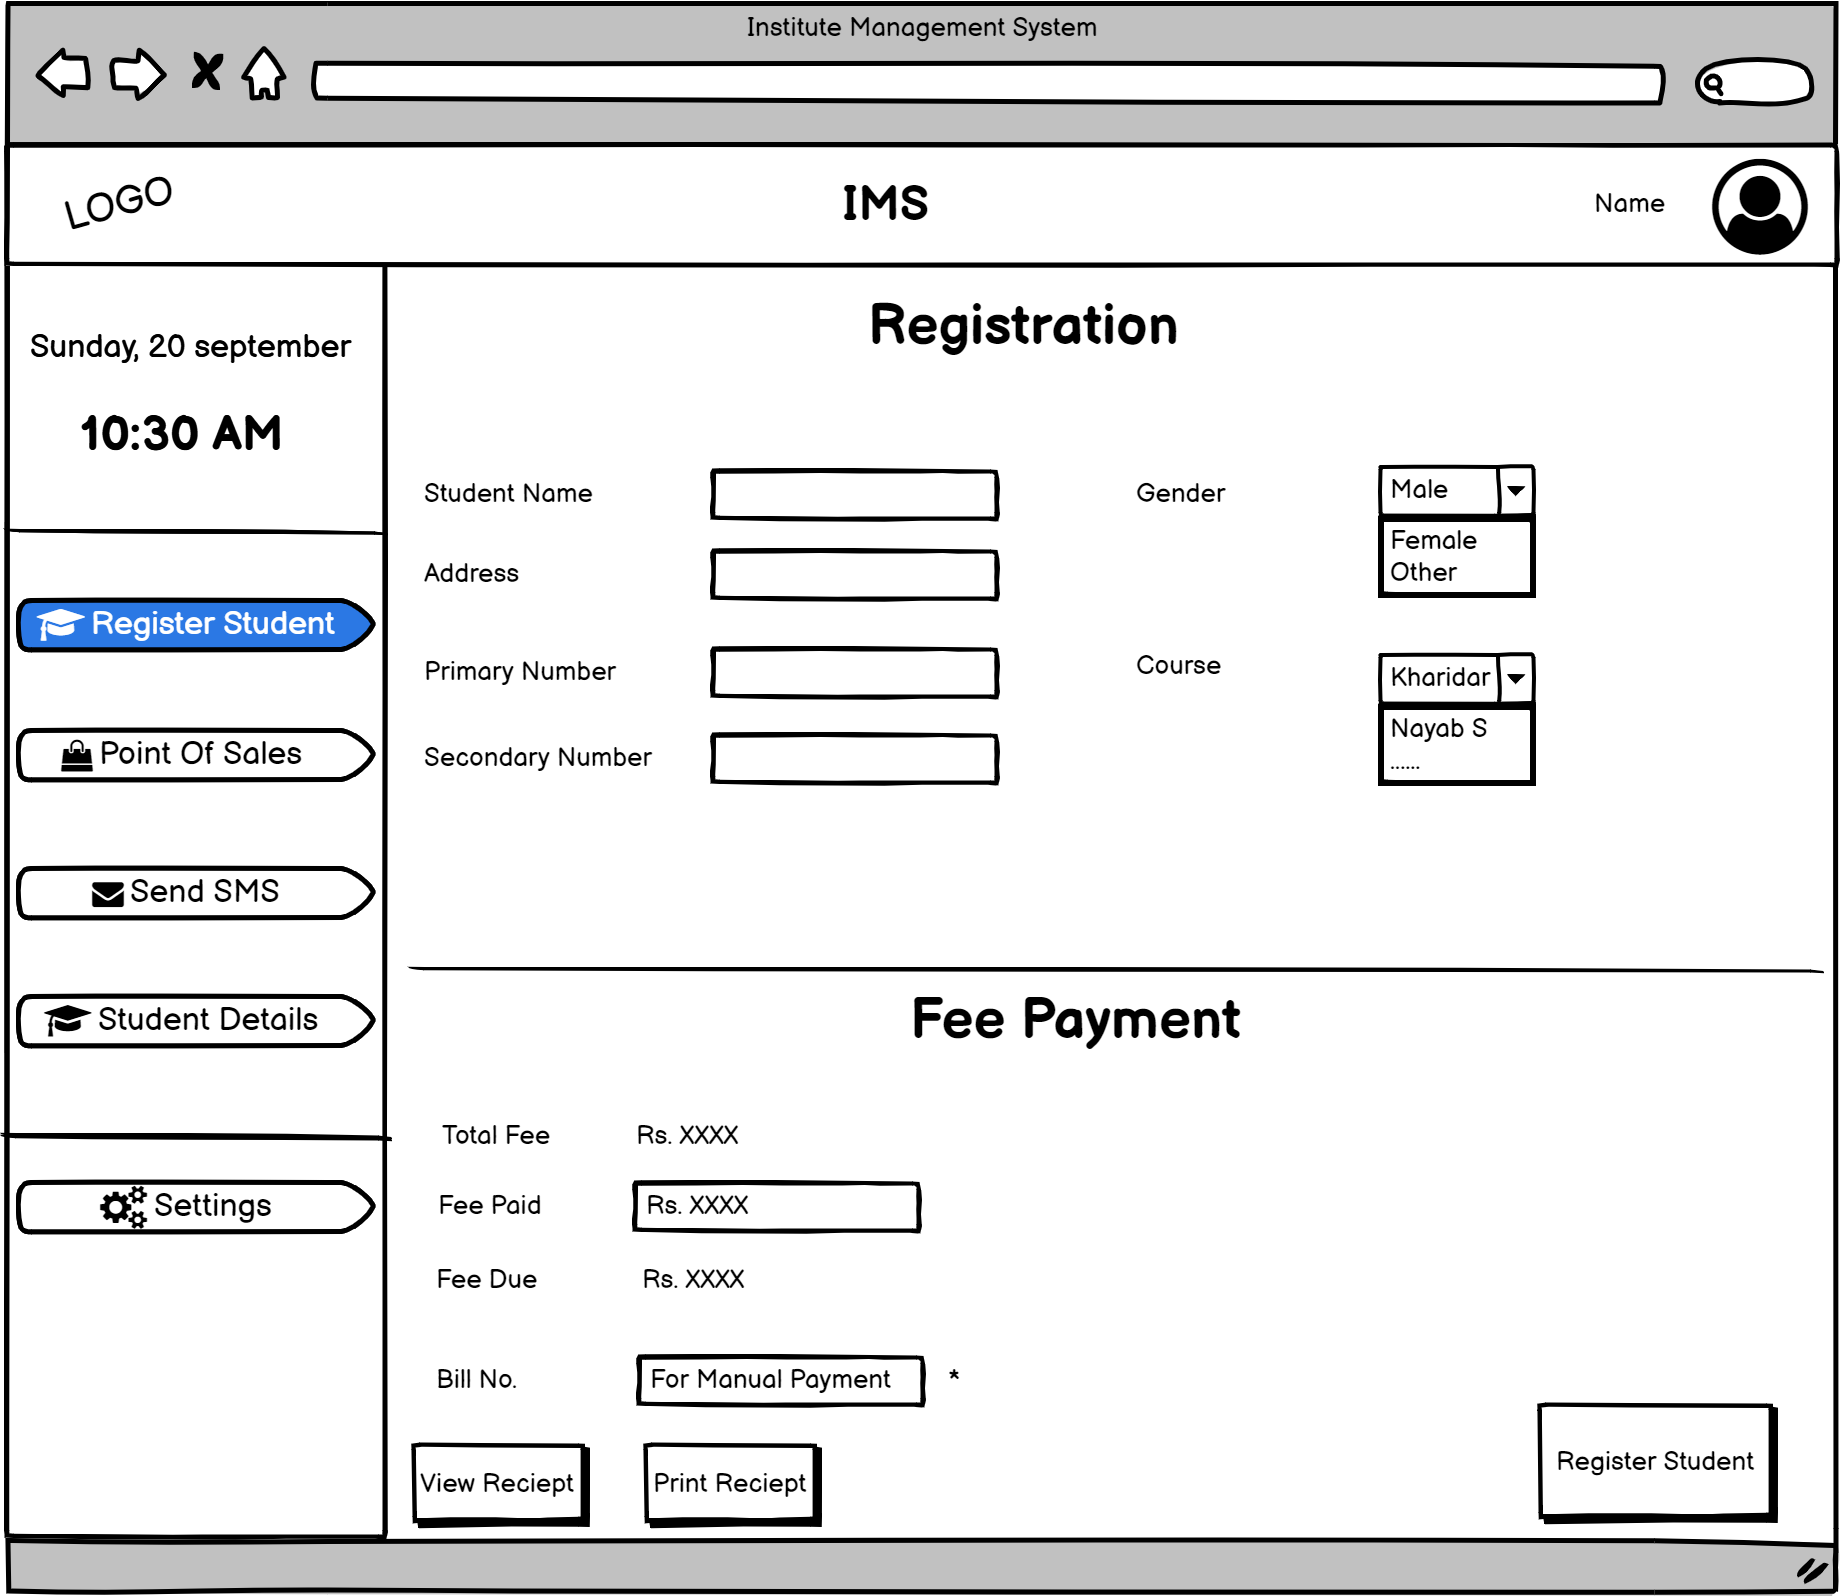 Institute Management System
LOGO
IMS
Name
Sunday, 20 september
10:30 AM
Register Student
Point Of Sales
Send SMS
Student Details
Settings
Registration
Student Name
Gender
Male
Female
Other
Address
Primary Number
Course
Kharidar
Nayab S
......
Secondary Number
Fee Payment
Total Fee Rs. XXXX
Fee Paid Rs. XXXX
Fee Due Rs. XXXX
Bill No. For Manual Payment *
View Reciept
Print Reciept
Register Student